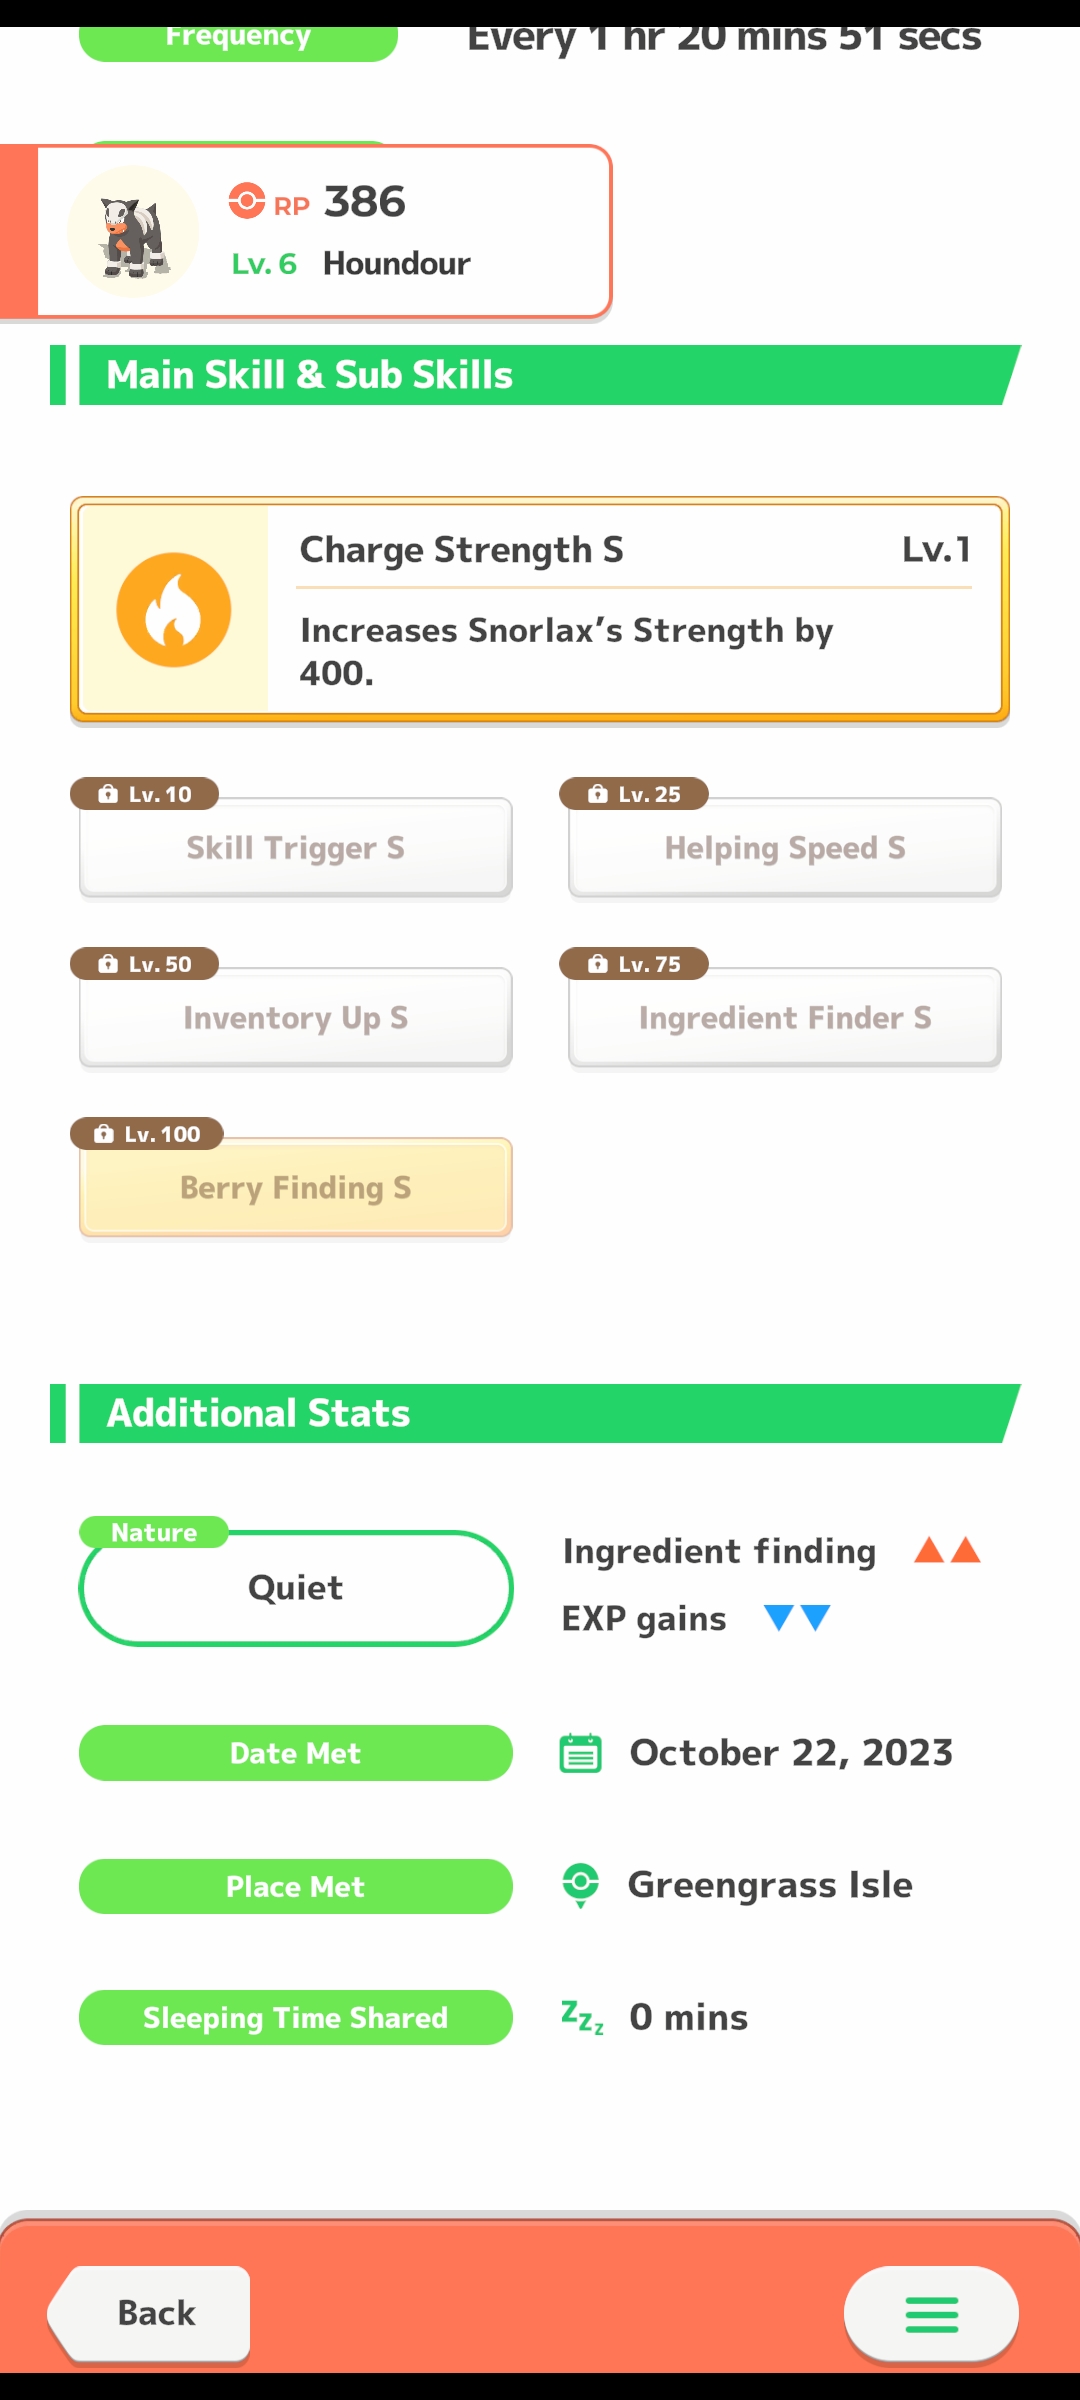 Frequency Every 1 hr 20 mins 51 secs
RP 386
Lv. 6 Houndour
Main Skill & Sub Skills
Charge Strength S Lv.1
Increases Snorlax’s Strength by
400.
Lv. 10 Lv. 25
Skill Trigger S Helping Speed S
Lv. 50 Lv. 75
Inventory Up S Ingredient Finder S
Lv. 100
Berry Finding S
Additional Stats
Nature
Quiet
Ingredient finding
EXP gains
Date Met October 22, 2023
Place Met Greengrass Isle
Sleeping Time Shared zzz 0 mins
Back